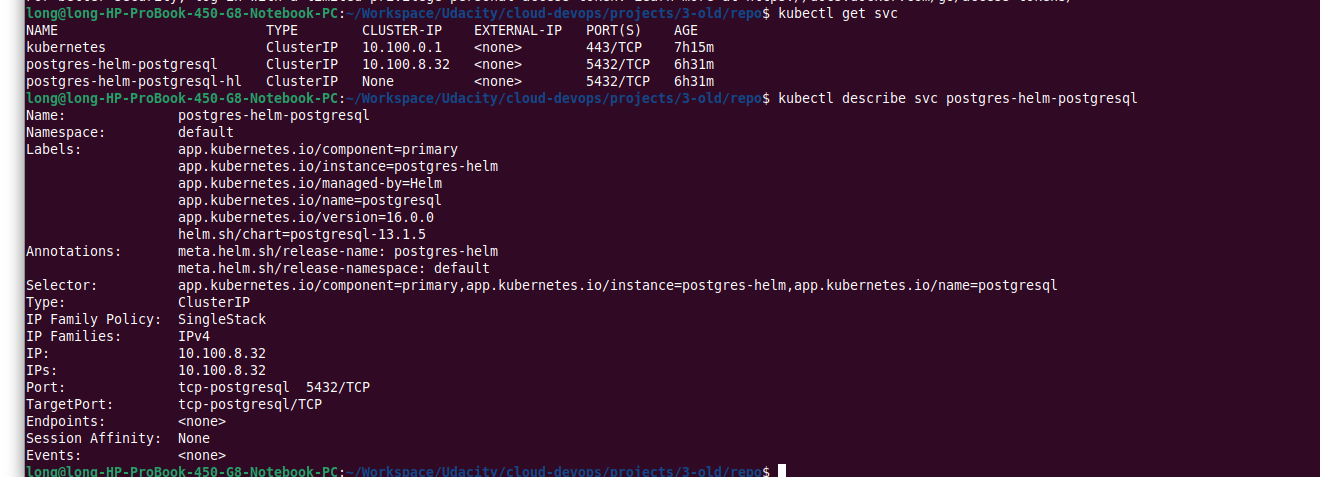 long@long-HP-ProBook-450-G8-Notebook-PC:~/Workspace/Udacity/cloud-devops/projects/3-old/repo$ kubectl get svc
NAME                          TYPE        CLUSTER-IP    EXTERNAL-IP   PORT(S)    AGE
kubernetes                    ClusterIP   10.100.0.1    <none>        443/TCP    7h15m
postgres-helm-postgresql      ClusterIP   10.100.8.32   <none>        5432/TCP   6h31m
postgres-helm-postgresql-hl   ClusterIP   None          <none>        5432/TCP   6h31m
long@long-HP-ProBook-450-G8-Notebook-PC:~/Workspace/Udacity/cloud-devops/projects/3-old/repo$ kubectl describe svc postgres-helm-postgresql
Name:              postgres-helm-postgresql
Namespace:         default
Labels:            app.kubernetes.io/component=primary
                   app.kubernetes.io/instance=postgres-helm
                   app.kubernetes.io/managed-by=Helm
                   app.kubernetes.io/name=postgresql
                   app.kubernetes.io/version=16.0.0
                   helm.sh/chart=postgresql-13.1.5
Annotations:       meta.helm.sh/release-name: postgres-helm
                   meta.helm.sh/release-namespace: default
Selector:          app.kubernetes.io/component=primary,app.kubernetes.io/instance=postgres-helm,app.kubernetes.io/name=postgresql
Type:              ClusterIP
IP Family Policy:  SingleStack
IP Families:       IPv4
IP:                10.100.8.32
IPs:               10.100.8.32
Port:              tcp-postgresql  5432/TCP
TargetPort:        tcp-postgresql/TCP
Endpoints:         <none>
Session Affinity:  None
Events:            <none>
long@long-HP-ProBook-450-G8-Notebook-PC:~/Workspace/Udacity/cloud-devops/projects/3-old/repo$